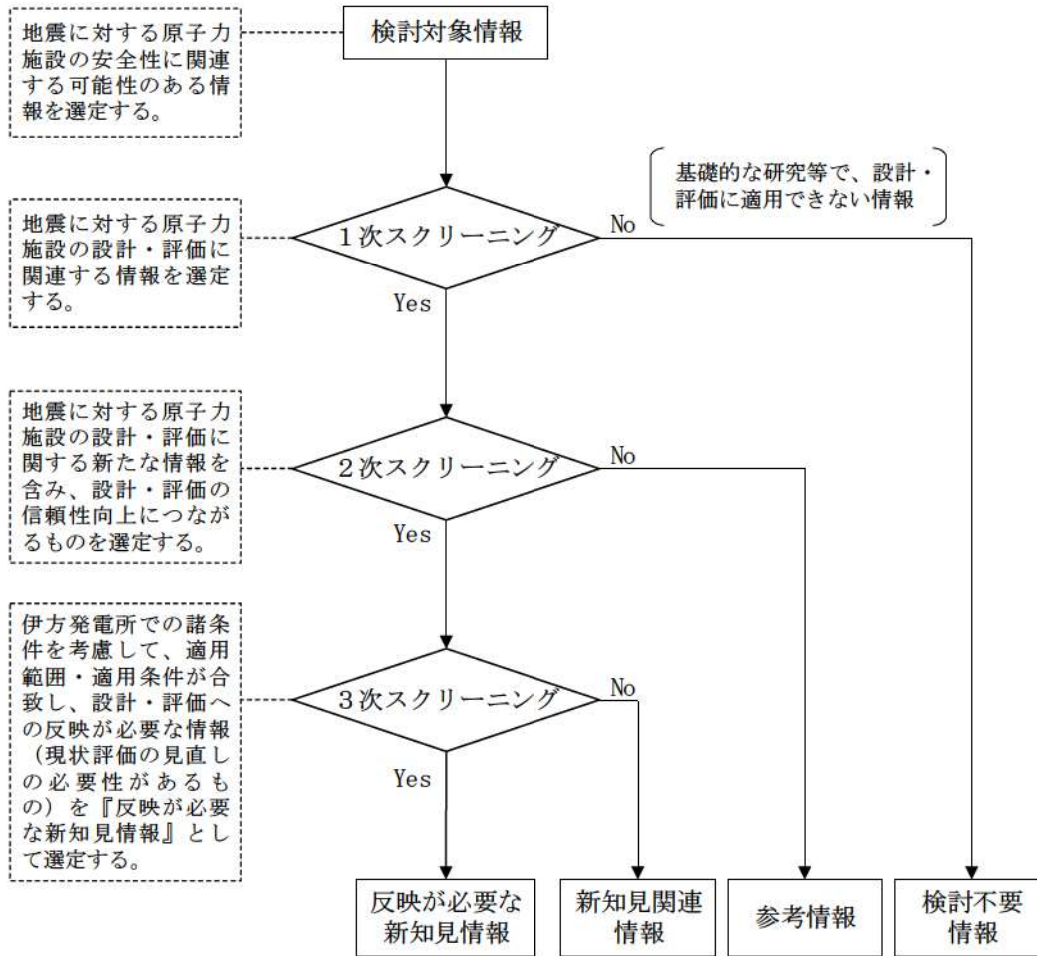 地震に対する原子力
施設の安全性に関連
する可能性のある情
報を選定する。
検討対象情報
基礎的な研究等で、設計・
評価に適用できない情報
地震に対する原子力
施設の設計・評価に
関連する情報を選定
する。
1次スクリーニング
No
Yes
地震に対する原子力
施設の設計・評価に
関する新たな情報を
含み、設計・評価の
信頼性向上につなが
るものを選定する。
2次スクリーニング
No
Yes
伊方発電所での諸条
件を考慮して、適用
範囲・適用条件が合
致し、設計・評価へ
の反映が必要な情報
（現状評価の見直し
の必要性があるも
の）を『反映が必要
な新知見情報』とし
て選定する。
3次スクリーニング
No
Yes
反映が必要な
新知見情報
新知見関連
情報
参考情報
検討不要
情報